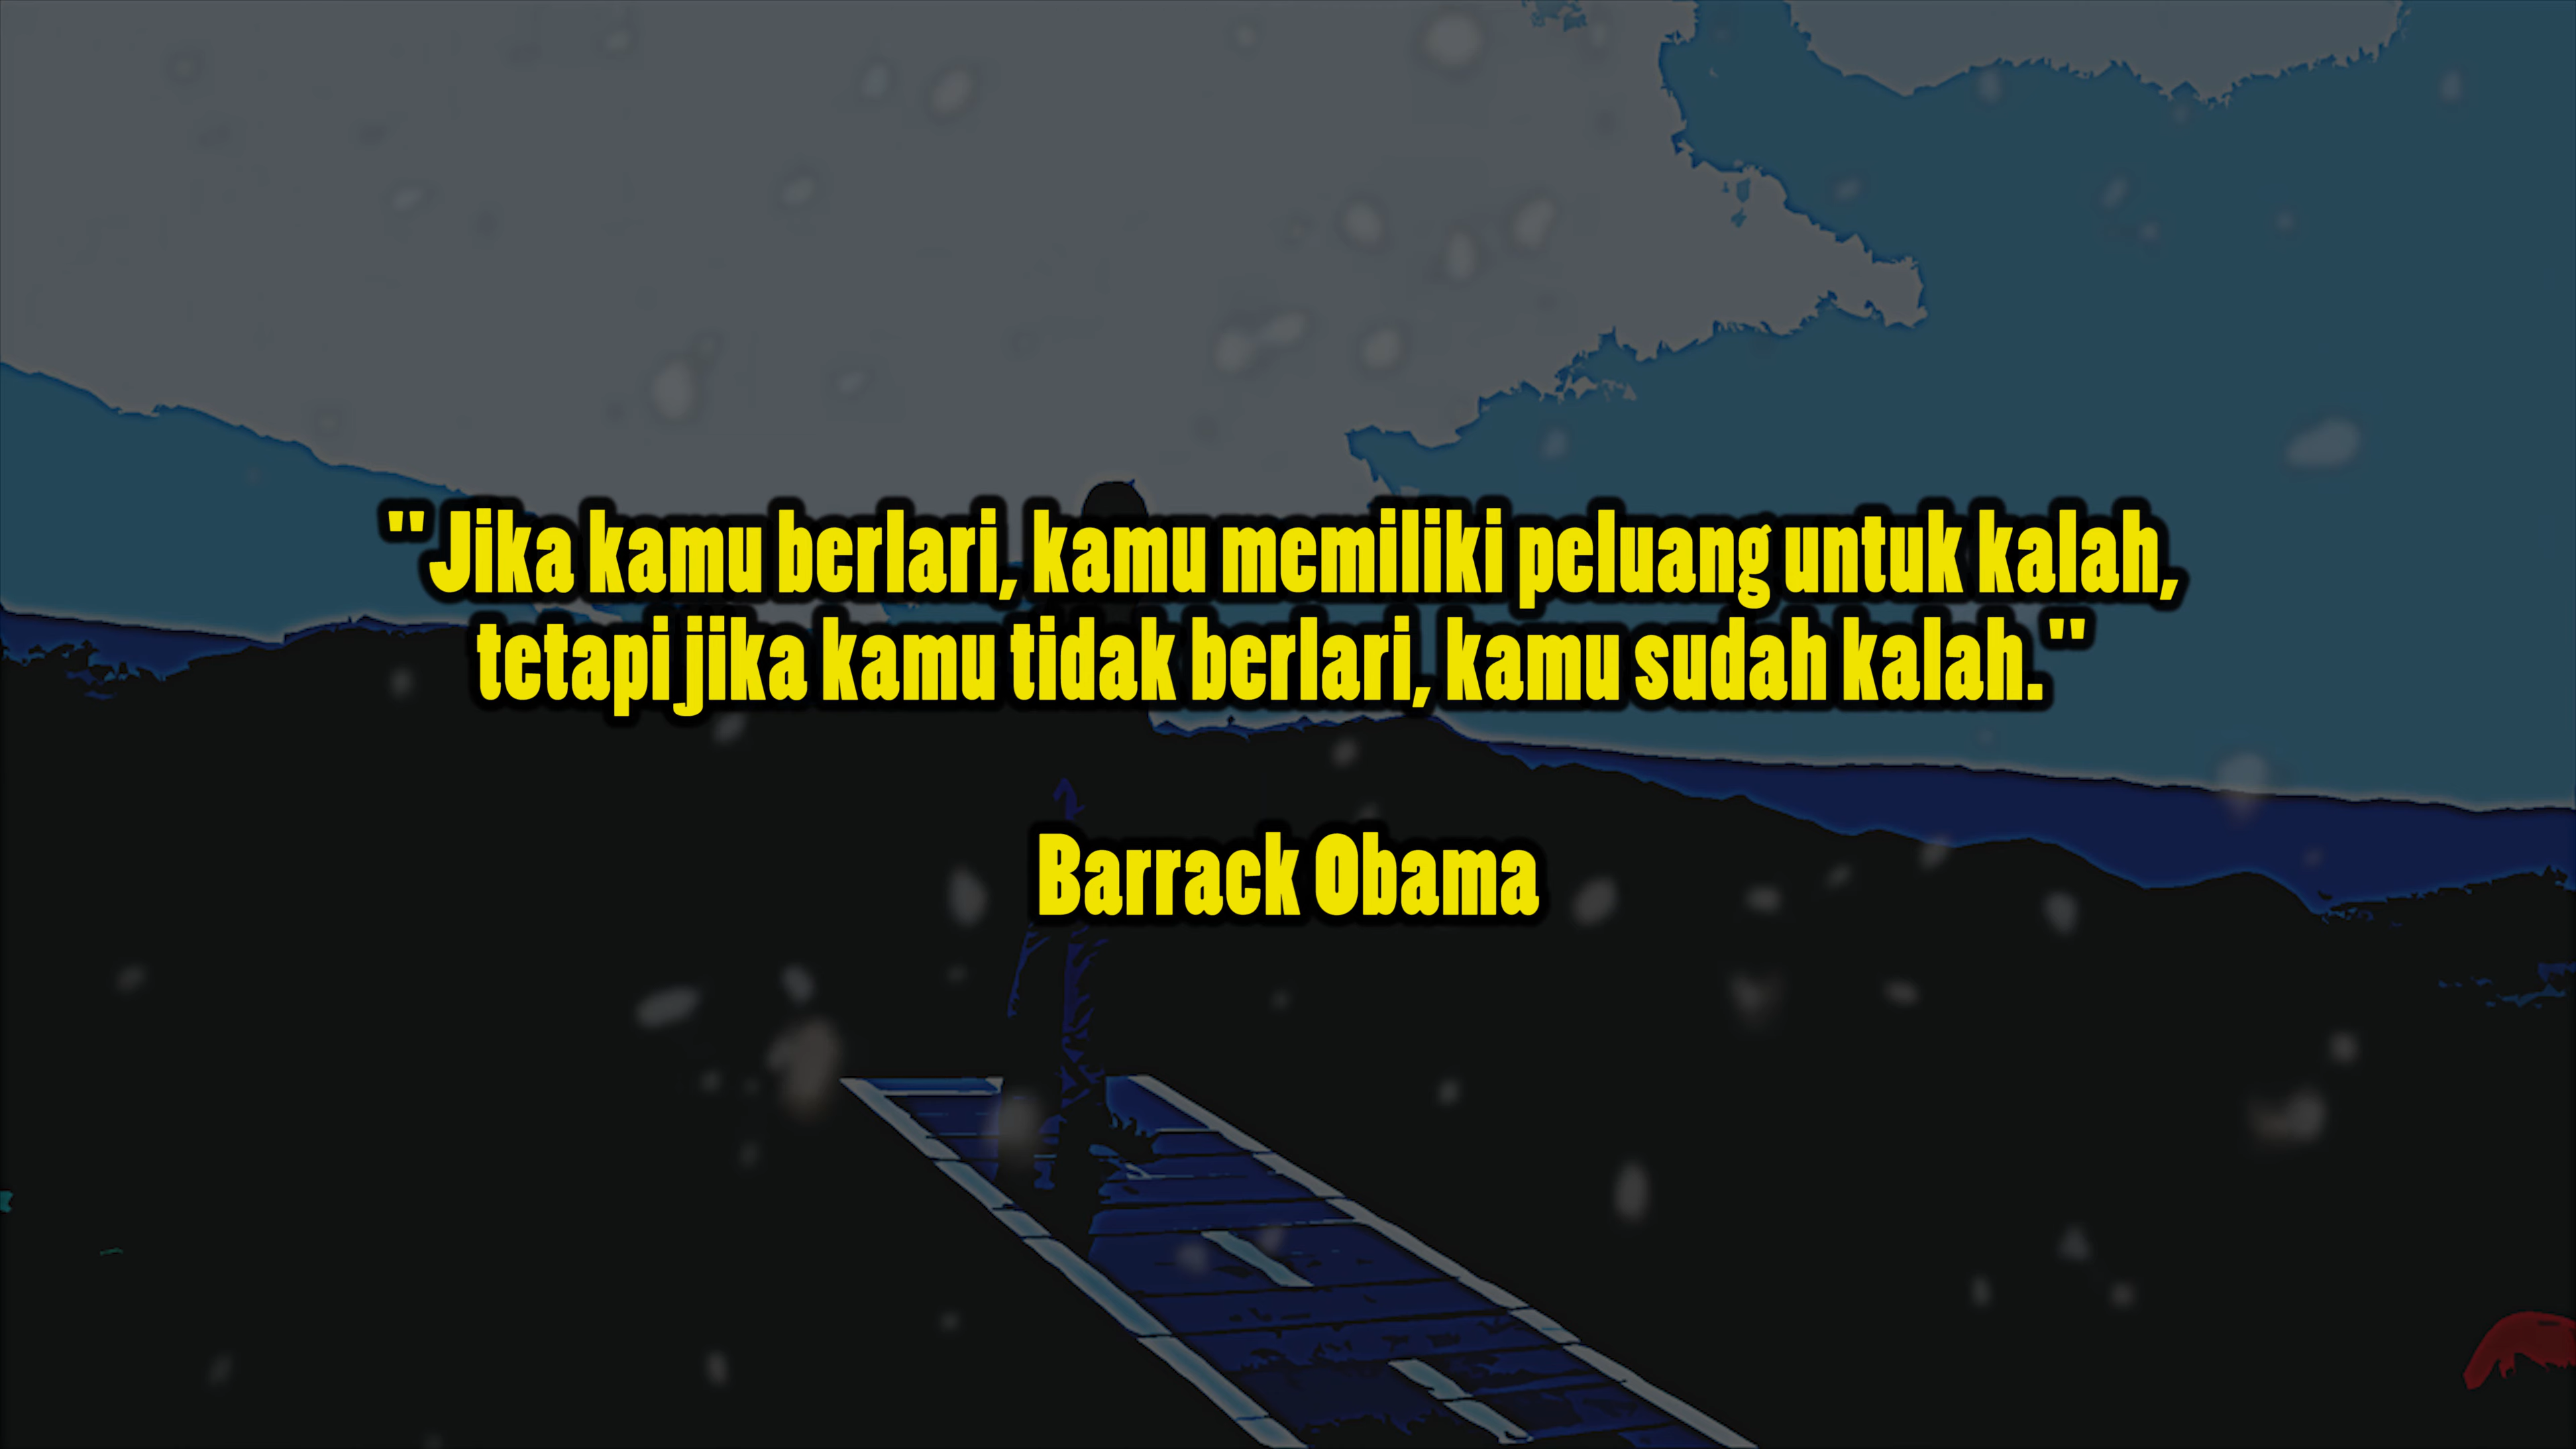 "Jika kamu berlari, kamu memiliki peluang untuk kalah,
tetapi jika kamu tidak berlari, kamu sudah kalah."
Barrack Obama